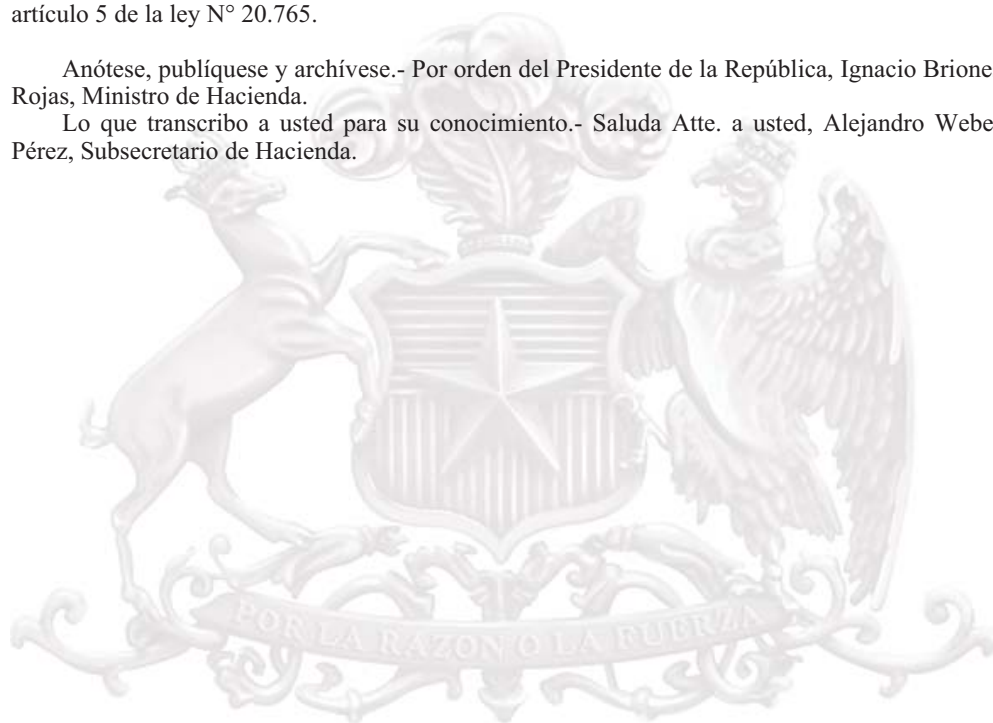 artículo 5 de la ley N° 20.765.
Anótese, publíquese y archívese.- Por orden del Presidente de la República, Ignacio Brione
Rojas, Ministro de Hacienda.
Lo que transcribo a usted para su conocimiento.- Saluda Atte. a usted, Alejandro Webe
Pérez, Subsecretario de Hacienda.
POR LA RAZON O LA FUERZA